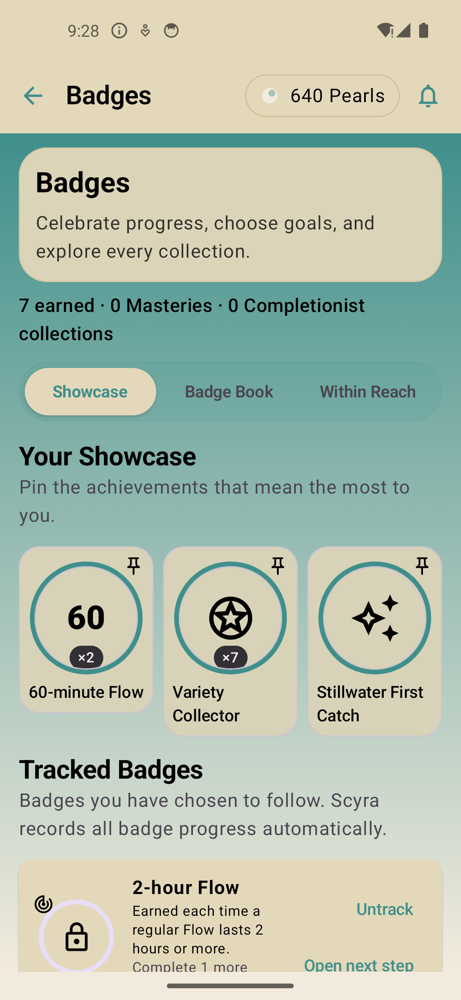 9:28
Badges
640 Pearls
Badges
Celebrate progress, choose goals, and
explore every collection.
7 earned · 0 Masteries · 0 Completionist
collections
Showcase
Badge Book
Within Reach
Your Showcase
Pin the achievements that mean the most to
you.
60
×2
×7
60-minute Flow
Variety
Collector
Stillwater First
Catch
Tracked Badges
Badges you have chosen to follow. Scyra
records all badge progress automatically.
2-hour Flow
Earned each time a
regular Flow lasts 2
hours or more.
Complete 1 more
Untrack
Open next step